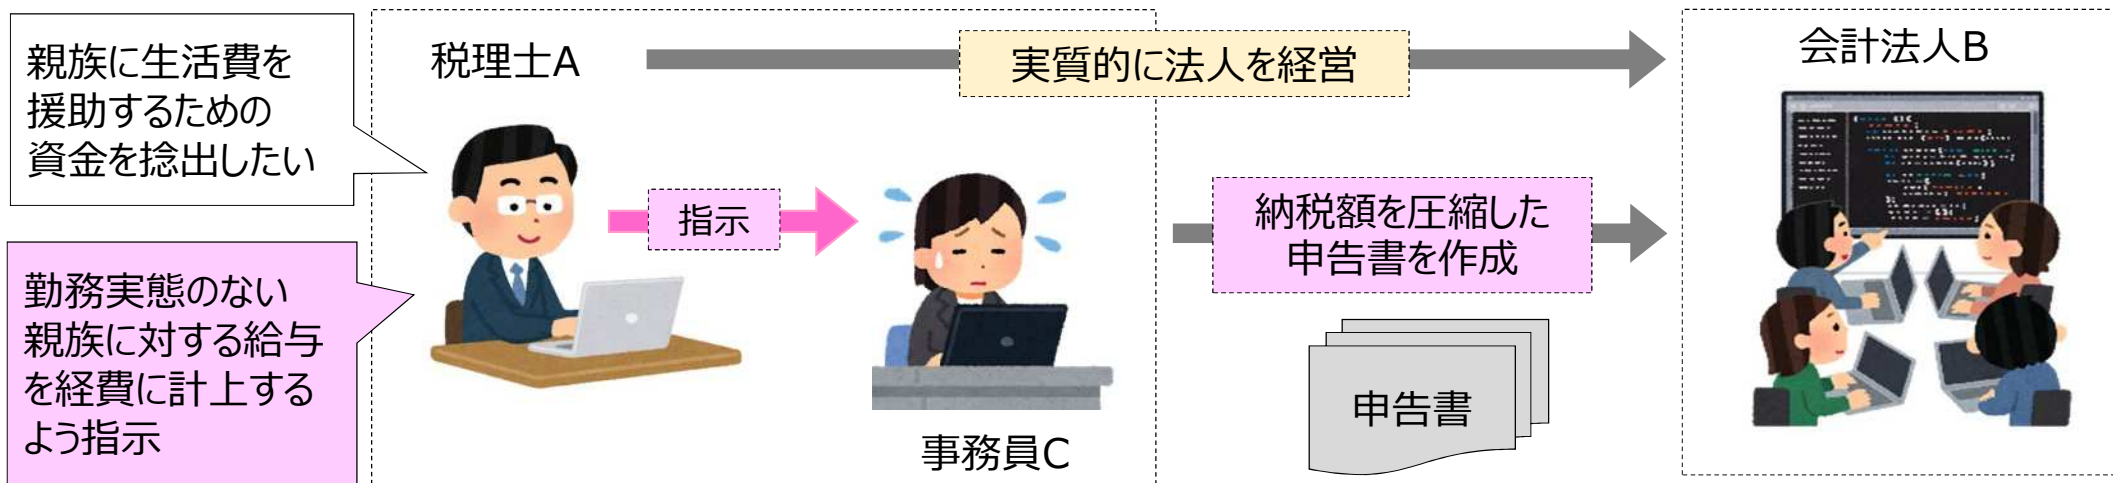 親族に生活費を
援助するための
資金を捻出したい
勤務実態のない
親族に対する給与
を経費に計上する
よう指示
税理士A
実質的に法人を経営
会計法人B
指示
事務員C
納税額を圧縮した
申告書を作成
申告書